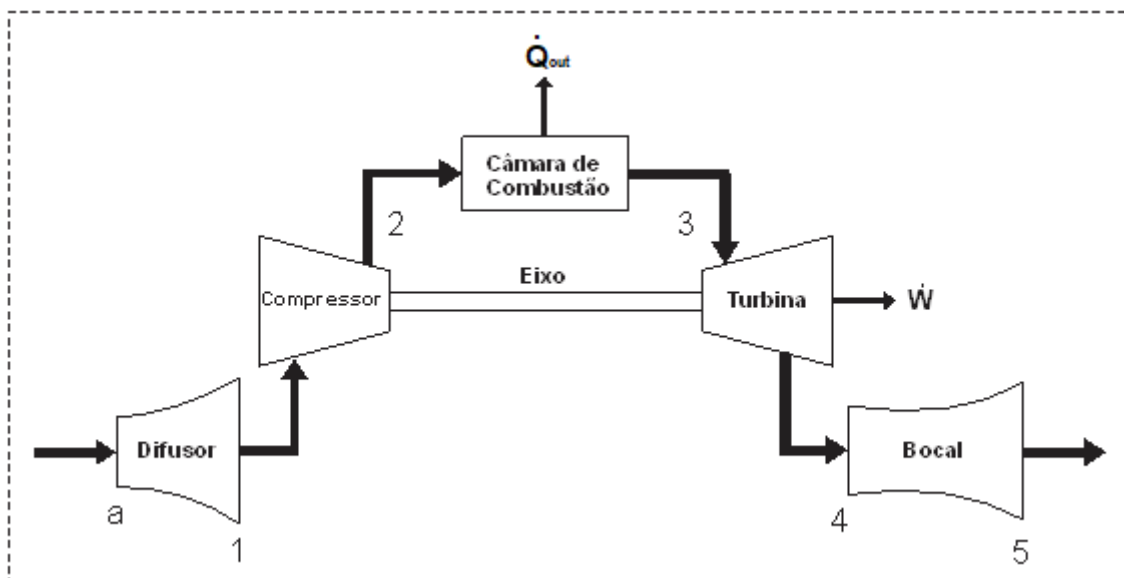 Q̇out
Câmara de
Combustão
2
3
Eixo
Compressor
Turbina
Ẇ
Difusor
Bocal
a
1
4
5